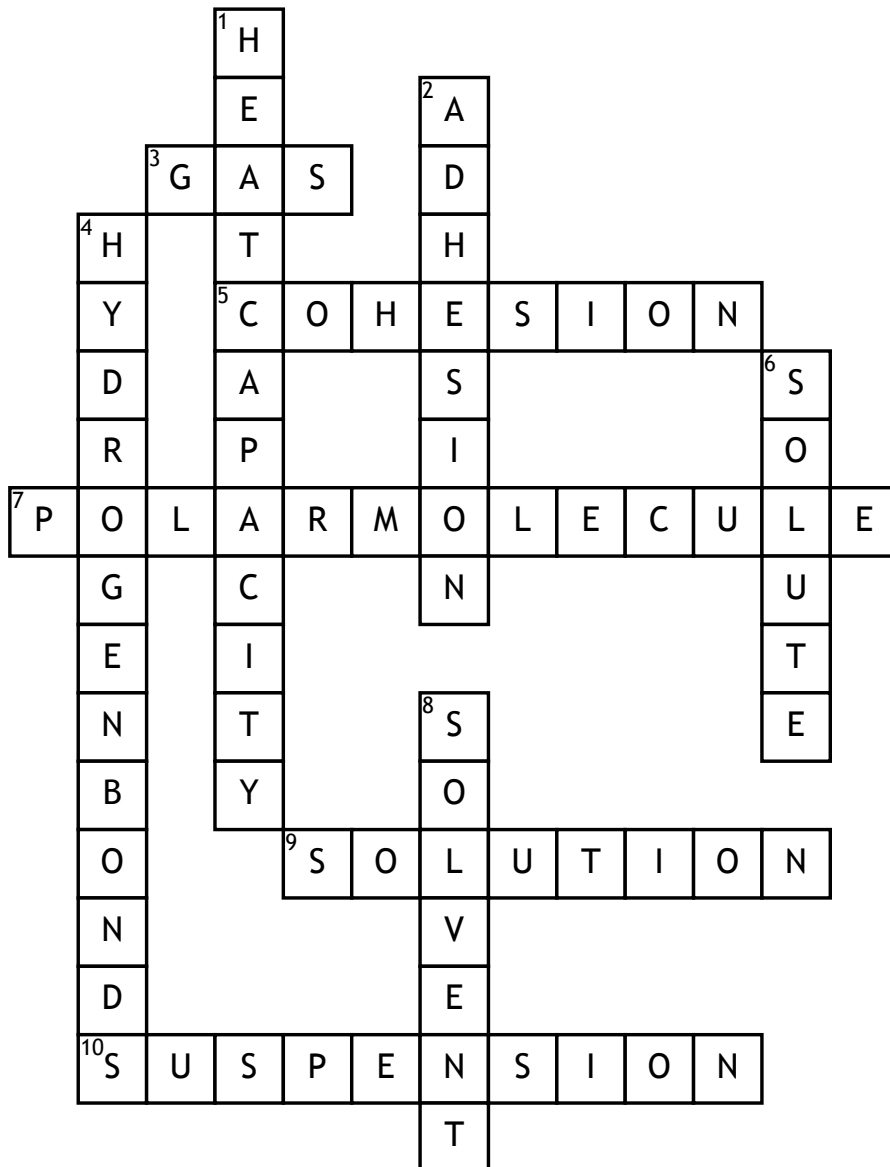 1 H
E 2 A
3 G A S D
4 H T H
Y 5 C O H E S I O N
D A S 6 S
R P I O
7 P O L A R M O L E C U L E
G C N U
E I T
N T 8 S E
B Y O
O 9 S O L U T I O N
N V
D E
10 S U S P E N S I O N
T